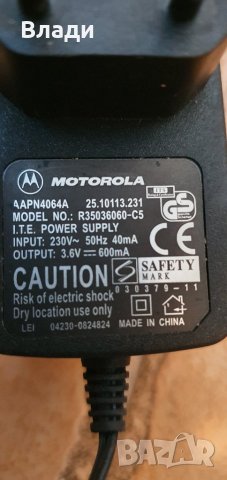 Влади
MOTOROLA
AAPN4064A 25.10113.231
MODEL NO.: R35036060-C5
I.T.E. POWER SUPPLY
INPUT: 230V~ 50Hz 40mA
OUTPUT: 3.6V ⎓ 600mA
CAUTION
Risk of electric shock
Dry location use only
SAFETY
MARK
030379-11
LEI 04230-0824824 MADE IN CHINA
BAZAR